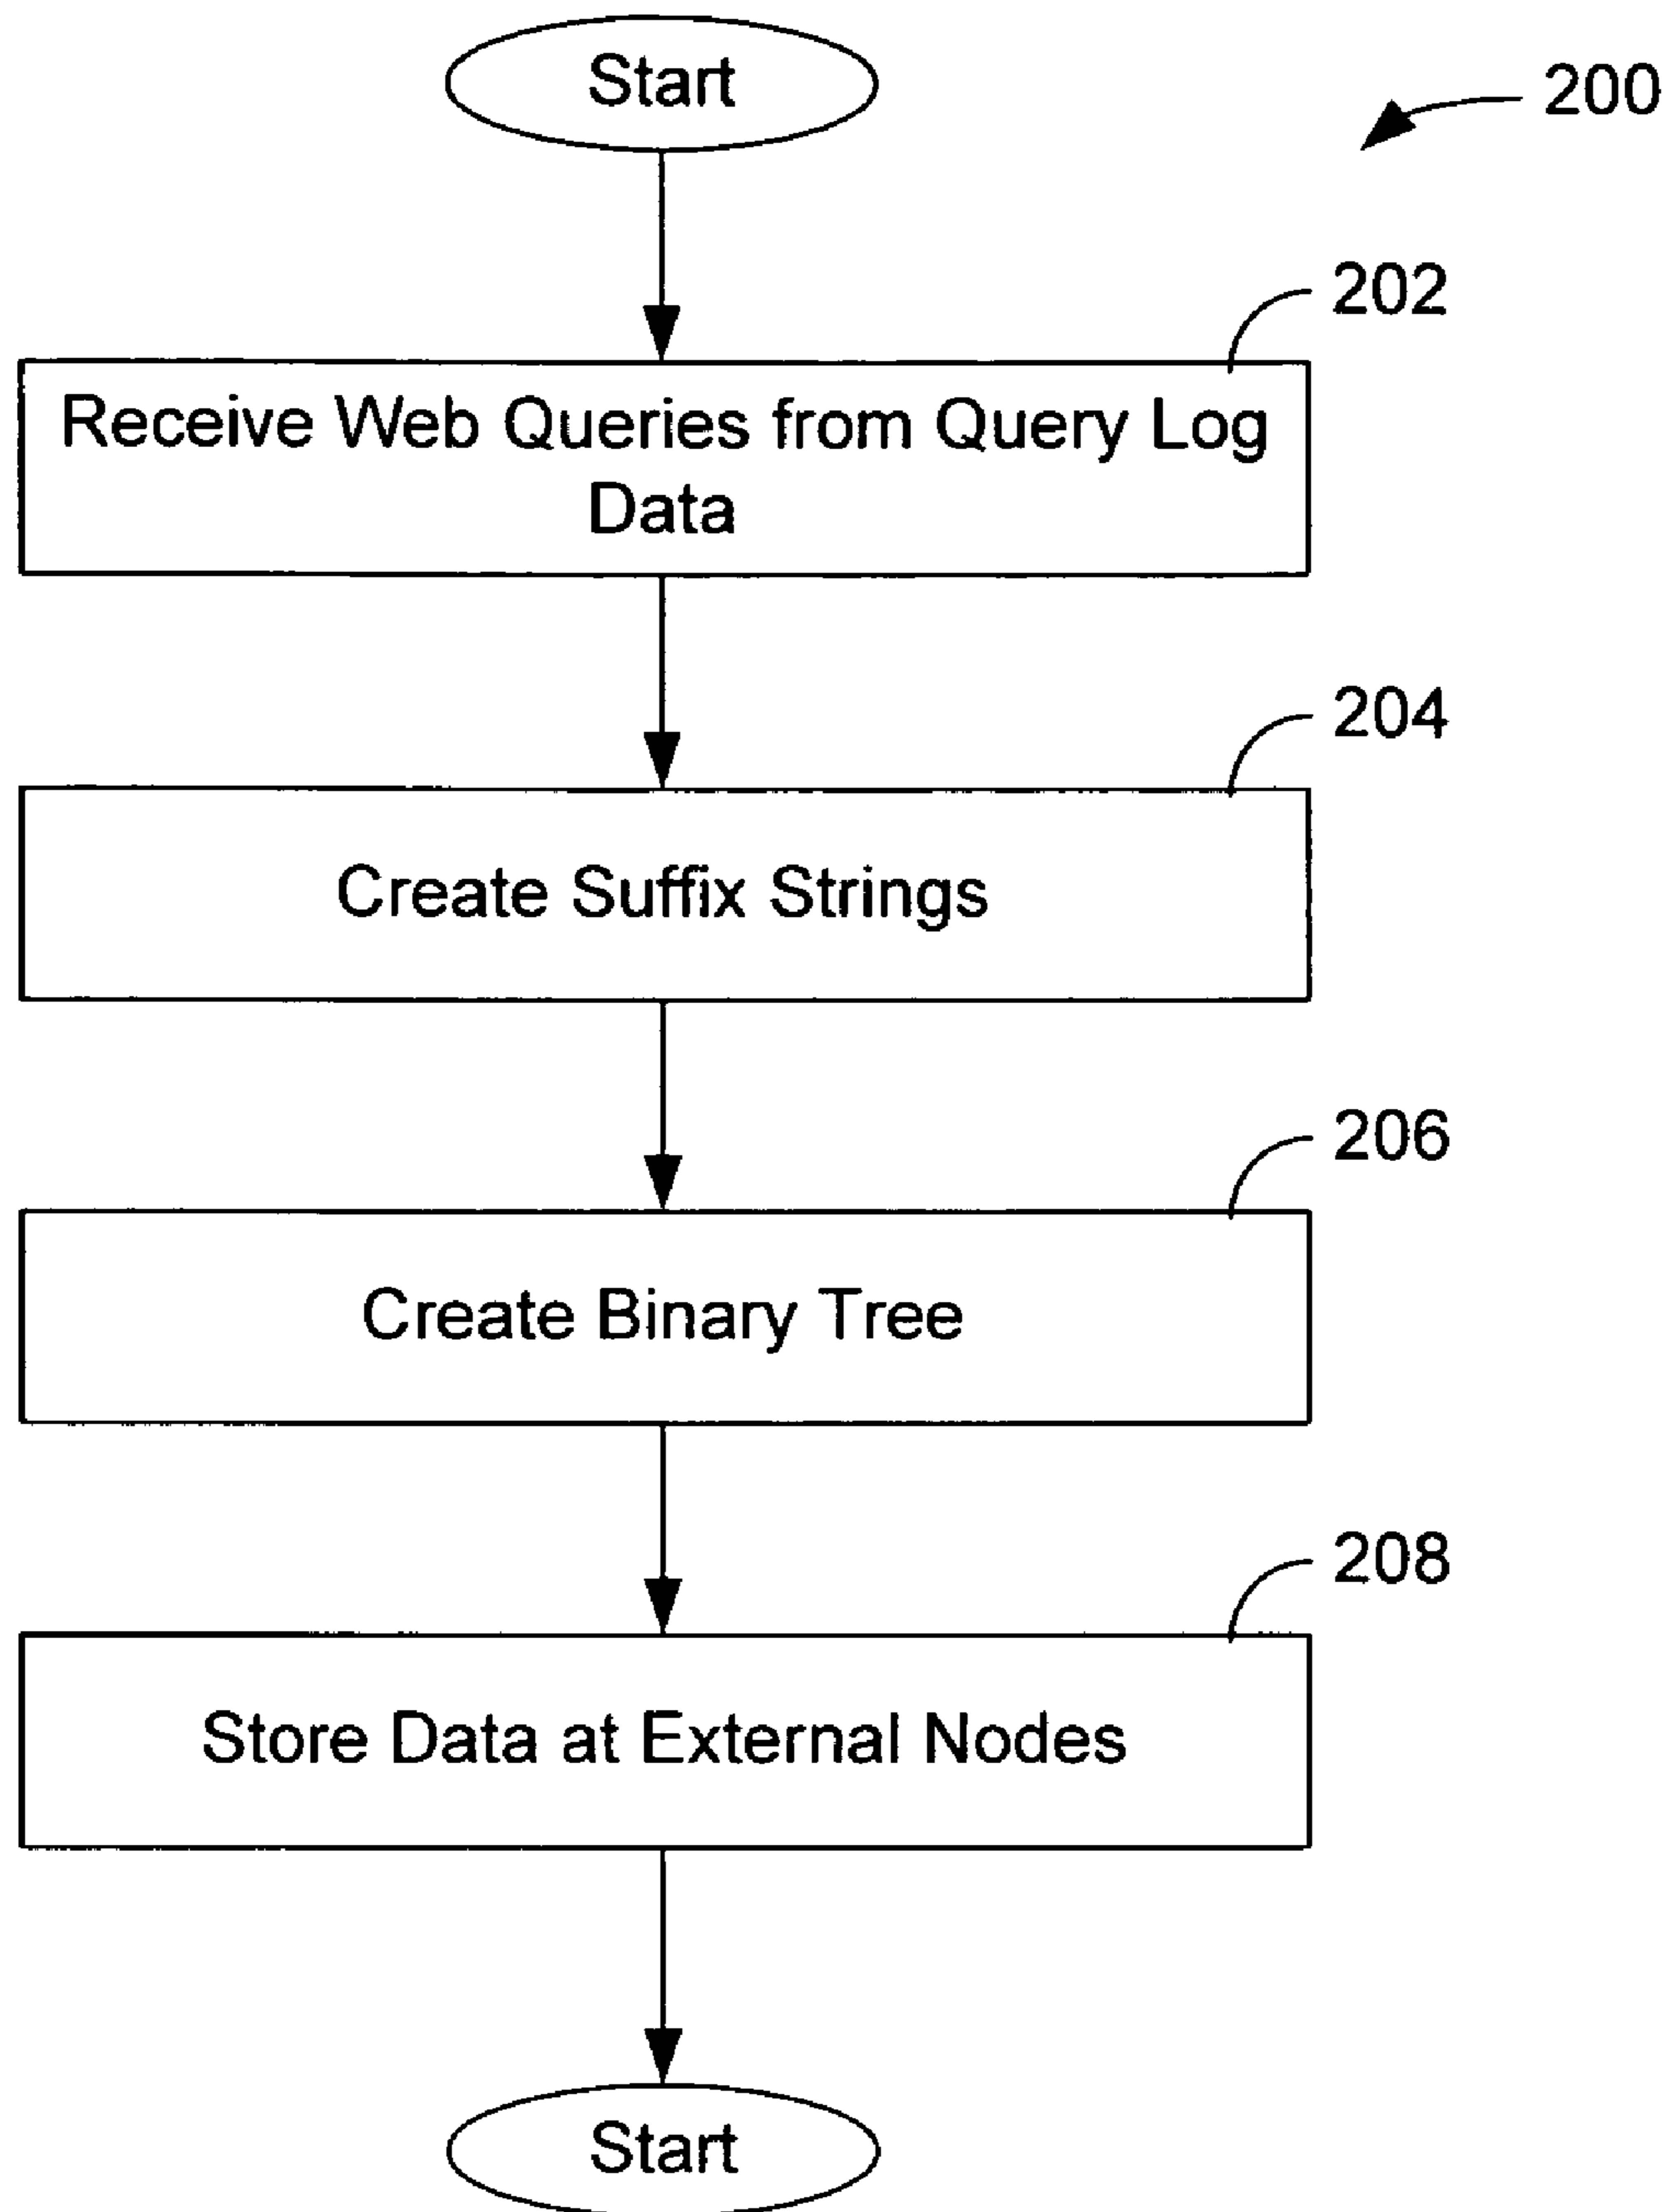 Start
200
202
Receive Web Queries from Query Log
Data
204
Create Suffix Strings
206
Create Binary Tree
208
Store Data at External Nodes
Start